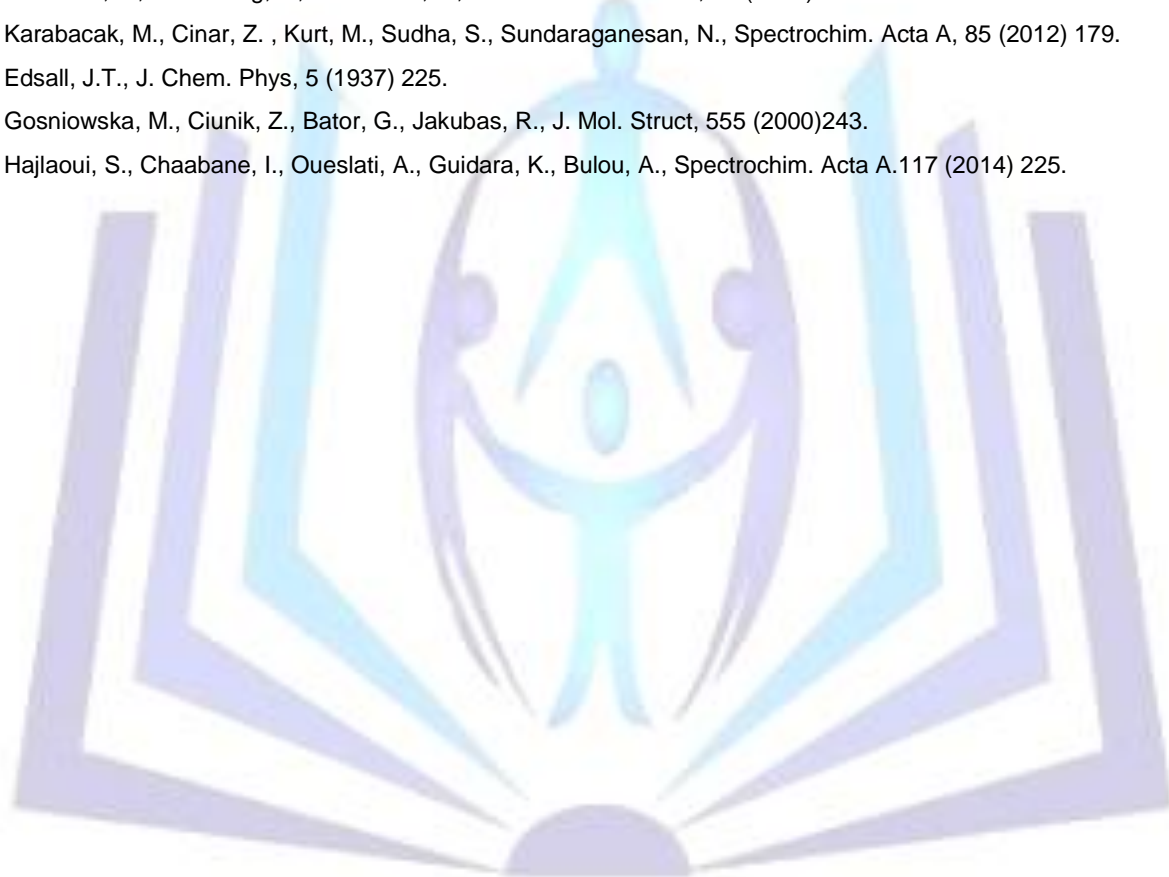 Karabacak, M., Cinar, Z. , Kurt, M., Sudha, S., Sundaraganesan, N., Spectrochim. Acta A, 85 (2012) 179.
Edsall, J.T., J. Chem. Phys, 5 (1937) 225.
Gosniowska, M., Ciunik, Z., Bator, G., Jakubas, R., J. Mol. Struct, 555 (2000)243.
Hajlaoui, S., Chaabane, I., Oueslati, A., Guidara, K., Bulou, A., Spectrochim. Acta A.117 (2014) 225.